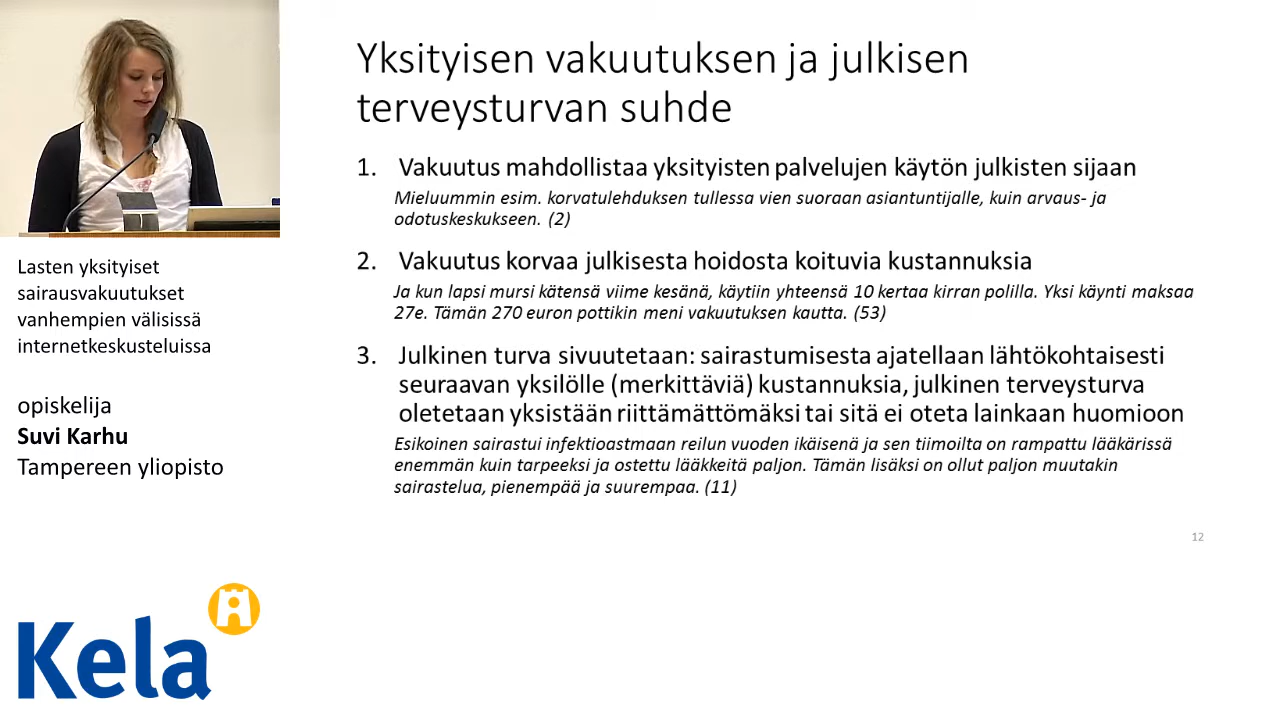 Yksityisen vakuutuksen ja julkisen
terveysturvan suhde
1. Vakuutus mahdollistaa yksityisten palvelujen käytön julkisten sijaan
Mieluummin esim. korvatulehduksen tullessa vien suoraan asiantuntijalle, kuin arvaus- ja
odotuskeskukseen. (2)
2. Vakuutus korvaa julkisesta hoidosta koituvia kustannuksia
Ja kun lapsi mursi kätensä viime kesänä, käytiin yhteensä 10 kertaa kirran polilla. Yksi käynti maksaa
27e. Tämän 270 euron pottikin meni vakuutuksen kautta. (53)
3. Julkinen turva sivuutetaan: sairastumisesta ajatellaan lähtökohtaisesti
seuraavan yksilölle (merkittäviä) kustannuksia, julkinen terveysturva
oletetaan yksistään riittämättömäksi tai sitä ei oteta lainkaan huomioon
Esikoinen sairastui infektioastmaan reilun vuoden ikäisenä ja sen tiimoilta on rampattu lääkärissä
enemmän kuin tarpeeksi ja ostettu lääkkeitä paljon. Tämän lisäksi on ollut paljon muutakin
sairastelua, pienempää ja suurempaa. (11)
12
Lasten yksityiset
sairausvakuutukset
vanhempien välisissä
internetkeskusteluissa
opiskelija
Suvi Karhu
Tampereen yliopisto
Kela